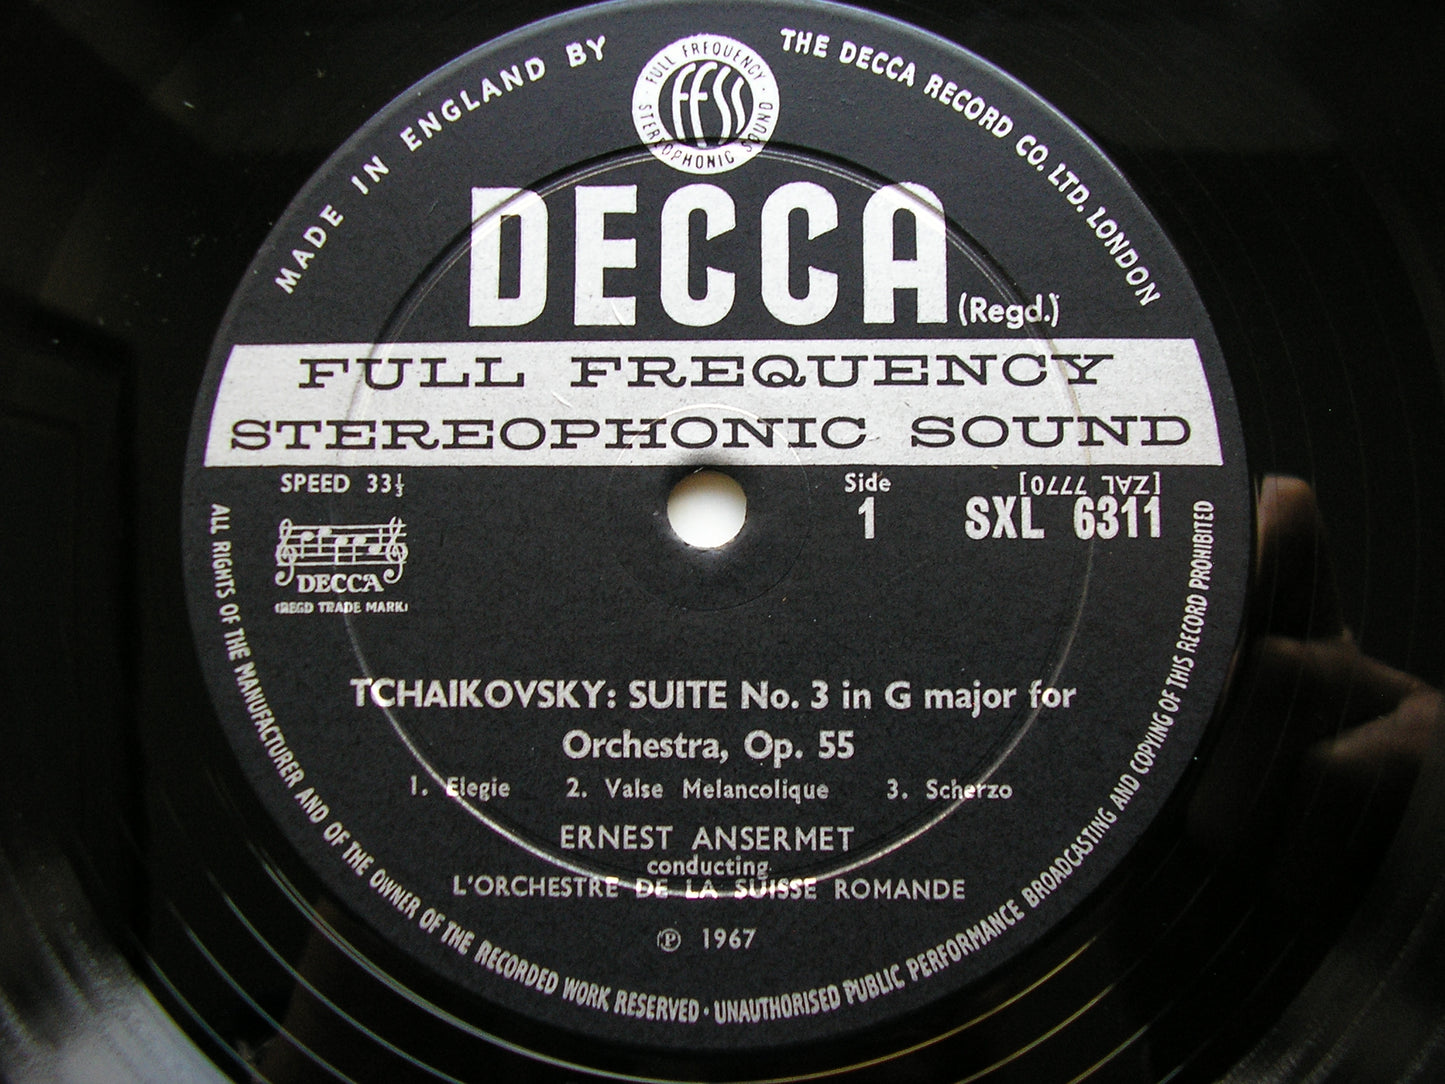 MADE IN ENGLAND BY
THE DECCA RECORD CO. LTD. LONDON
FULL FREQUENCY
STEREOPHONIC SOUND
FFSS
DECCA (Regd.)
FULL FREQUENCY
STEREOPHONIC SOUND
SPEED 33⅓
Side
1
[ZAL 7770]
SXL 6311
DECCA
(REGD TRADE MARK)
TCHAIKOVSKY: SUITE No. 3 in G major for
Orchestra, Op. 55
1. Elegie 2. Valse Melancolique 3. Scherzo
ERNEST ANSERMET
conducting
L'ORCHESTRE DE LA SUISSE ROMANDE
℗ 1967
ALL RIGHTS OF THE MANUFACTURER AND OF THE OWNER OF THE RECORDED WORK RESERVED · UNAUTHORISED PUBLIC PERFORMANCE BROADCASTING AND COPYING OF THIS RECORD PROHIBITED